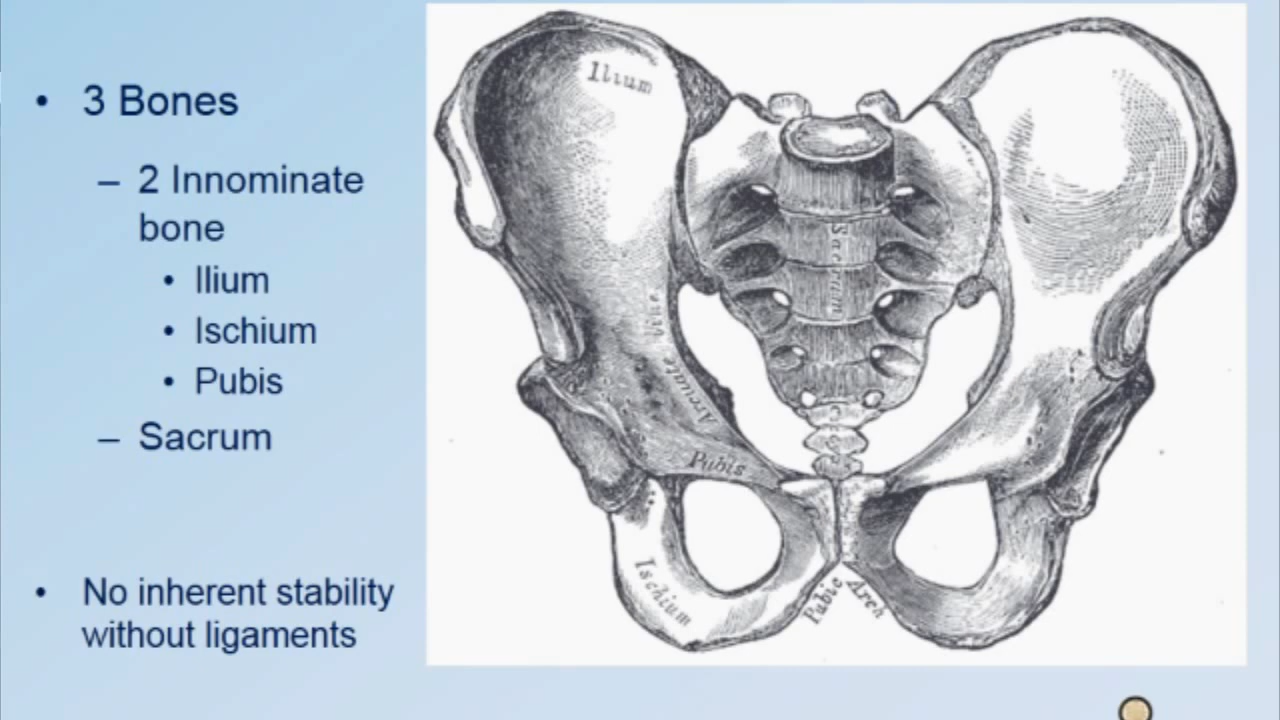 • 3 Bones
– 2 Innominate
bone
• Ilium
• Ischium
• Pubis
– Sacrum
• No inherent stability
without ligaments
Ilium
Sacrum
Arcuate
Pubis
Ischium
Pubic Arch